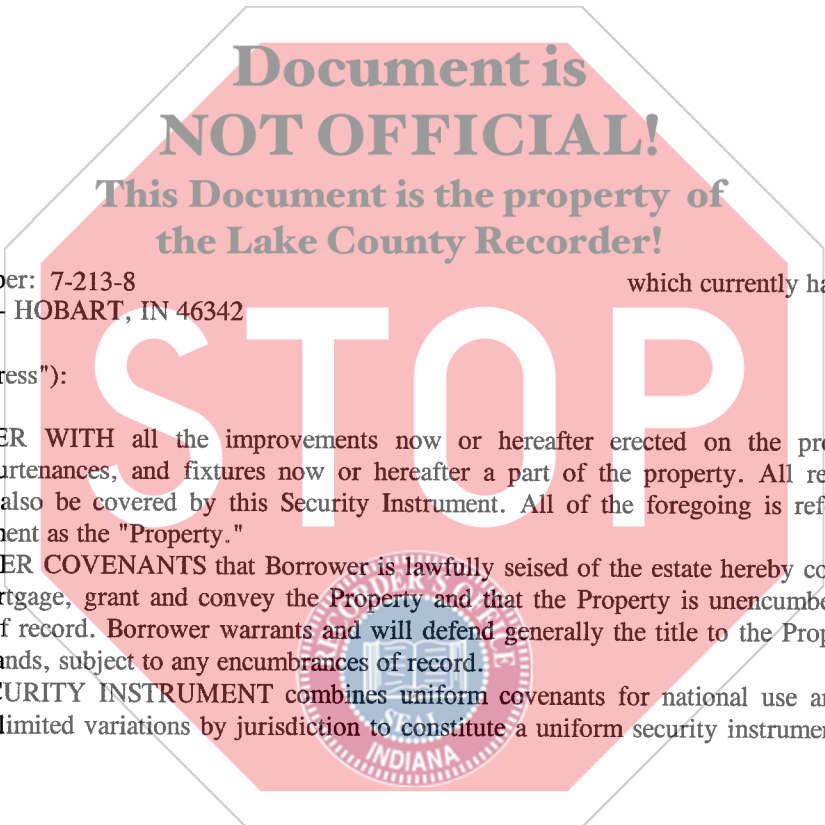 Document is
NOT OFFICIAL!
This Document is the property of
the Lake County Recorder!
ber: 7-213-8 which currently ha
- HOBART, IN 46342
STOP
ress"):
ER WITH all the improvements now or hereafter erected on the pro
urtenances, and fixtures now or hereafter a part of the property. All re
also be covered by this Security Instrument. All of the foregoing is ref
nent as the "Property."
ER COVENANTS that Borrower is lawfully seised of the estate hereby co
rtgage, grant and convey the Property and that the Property is unencumbe
f record. Borrower warrants and will defend generally the title to the Prop
ands, subject to any encumbrances of record.
CURITY INSTRUMENT combines uniform covenants for national use an
limited variations by jurisdiction to constitute a uniform security instrumen
RECORDER'S OFFICE
SEAL
INDIANA